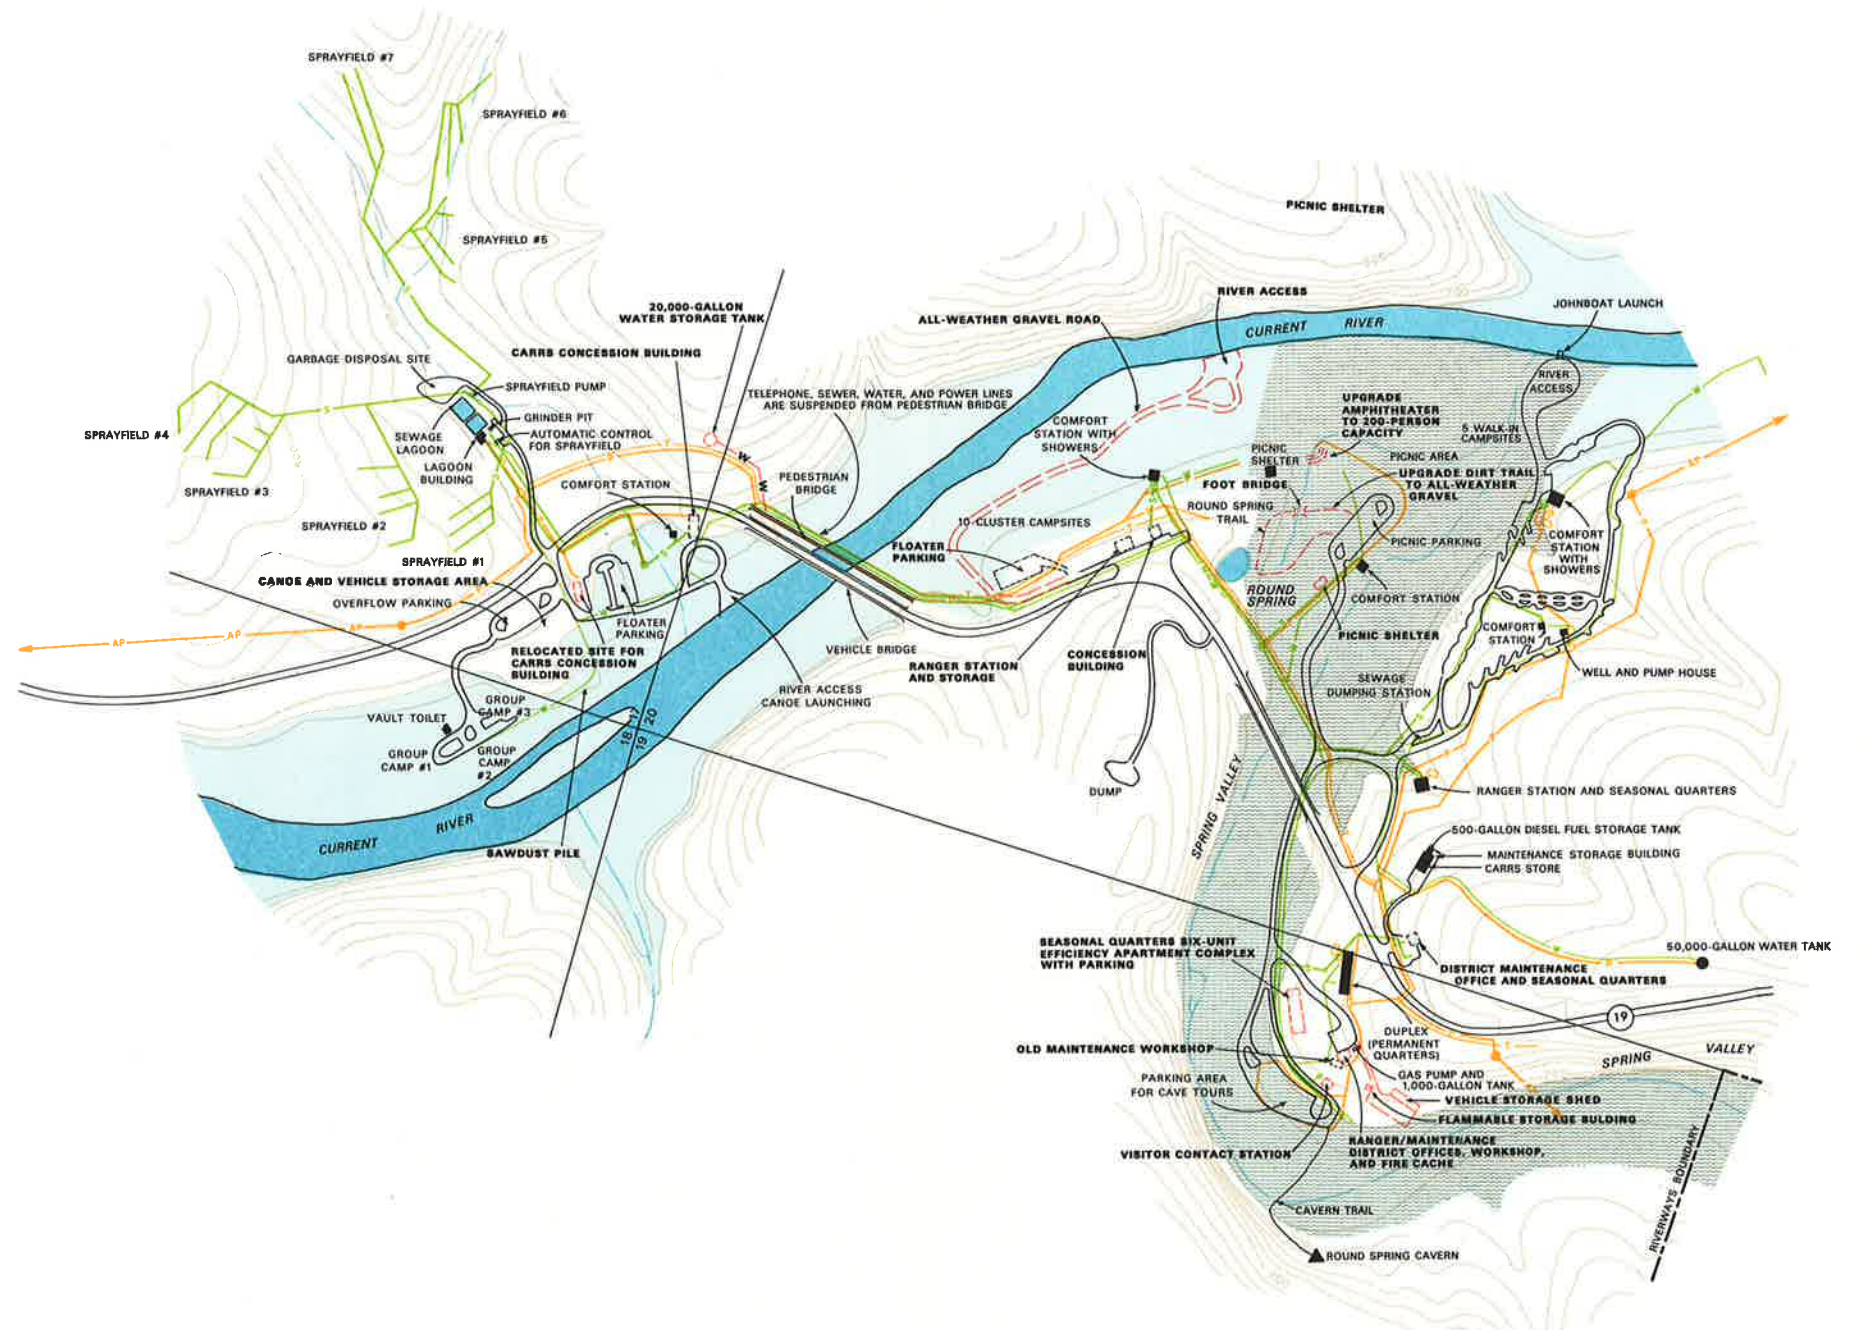 SPRAYFIELD #7
SPRAYFIELD #6
SPRAYFIELD #5
PICNIC SHELTER
20,000-GALLON
WATER STORAGE TANK
RIVER ACCESS
JOHNBOAT LAUNCH
ALL-WEATHER GRAVEL ROAD
CURRENT RIVER
GARBAGE DISPOSAL SITE
CARRS CONCESSION BUILDING
RIVER
ACCESS
SPRAYFIELD PUMP
TELEPHONE, SEWER, WATER, AND POWER LINES
ARE SUSPENDED FROM PEDESTRIAN BRIDGE
UPGRADE
AMPHITHEATER
TO 200-PERSON
CAPACITY
GRINDER PIT
COMFORT
STATION WITH
SHOWERS
SPRAYFIELD #4
SEWAGE
LAGOON
AUTOMATIC CONTROL
FOR SPRAYFIELD
5 WALK-IN
CAMPSITES
PICNIC
SHELTER
PICNIC AREA
LAGOON
BUILDING
W
W
PEDESTRIAN
BRIDGE
UPGRADE DIRT TRAIL
TO ALL-WEATHER
GRAVEL
SPRAYFIELD #3
COMFORT STATION
FOOT BRIDGE
AP
ROUND SPRING
TRAIL
SPRAYFIELD #2
10 CLUSTER CAMPSITES
COMFORT
STATION
WITH
SHOWERS
FLOATER
PARKING
PICNIC PARKING
SPRAYFIELD #1
CANOE AND VEHICLE STORAGE AREA
OVERFLOW PARKING
ROUND
SPRING
COMFORT STATION
FLOATER
PARKING
AP
AP
AP
COMFORT
STATION
PICNIC SHELTER
RELOCATED SITE FOR
CARRS CONCESSION
BUILDING
VEHICLE BRIDGE
RANGER STATION
AND STORAGE
CONCESSION
BUILDING
WELL AND PUMP HOUSE
RIVER ACCESS
CANOE LAUNCHING
SEWAGE
DUMPING STATION
GROUP
CAMP #3
VAULT TOILET
18 17
19 20
GROUP
CAMP #1
GROUP
CAMP
#2
DUMP
SPRING VALLEY
RANGER STATION AND SEASONAL QUARTERS
CURRENT RIVER
SAWDUST PILE
500-GALLON DIESEL FUEL STORAGE TANK
MAINTENANCE STORAGE BUILDING
CARRS STORE
SEASONAL QUARTERS SIX-UNIT
EFFICIENCY APARTMENT COMPLEX
WITH PARKING
50,000-GALLON WATER TANK
DISTRICT MAINTENANCE
OFFICE AND SEASONAL QUARTERS
19
DUPLEX
(PERMANENT
QUARTERS)
OLD MAINTENANCE WORKSHOP
SPRING VALLEY
GAS PUMP AND
1,000-GALLON TANK
PARKING AREA
FOR CAVE TOURS
VEHICLE STORAGE SHED
FLAMMABLE STORAGE BULDING
VISITOR CONTACT STATION
RANGER/MAINTENANCE
DISTRICT OFFICES, WORKSHOP,
AND FIRE CACHE
RIVERWAYS BOUNDARY
CAVERN TRAIL
ROUND SPRING CAVERN